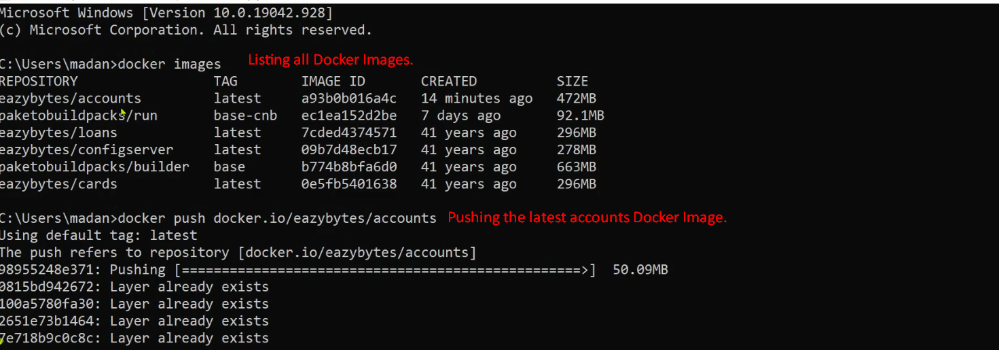 Microsoft Windows [Version 10.0.19042.928]
(c) Microsoft Corporation. All rights reserved.
C:\Users\madan>docker images Listing all Docker Images.
REPOSITORY TAG IMAGE ID CREATED SIZE
eazybytes/accounts latest a93b0b016a4c 14 minutes ago 472MB
paketobuildpacks/run base-cnb ec1ea152d2be 7 days ago 92.1MB
eazybytes/loans latest 7cded4374571 41 years ago 296MB
eazybytes/configserver latest 09b7d48ecb17 41 years ago 278MB
paketobuildpacks/builder base b774b8bfa6d0 41 years ago 663MB
eazybytes/cards latest 0e5fb5401638 41 years ago 296MB
C:\Users\madan>docker push docker.io/eazybytes/accounts Pushing the latest accounts Docker Image.
Using default tag: latest
The push refers to repository [docker.io/eazybytes/accounts]
98955248e371: Pushing [==================================================>] 50.09MB
0815bd942672: Layer already exists
100a5780fa30: Layer already exists
2651e73b1464: Layer already exists
7e718b9c0c8c: Layer already exists